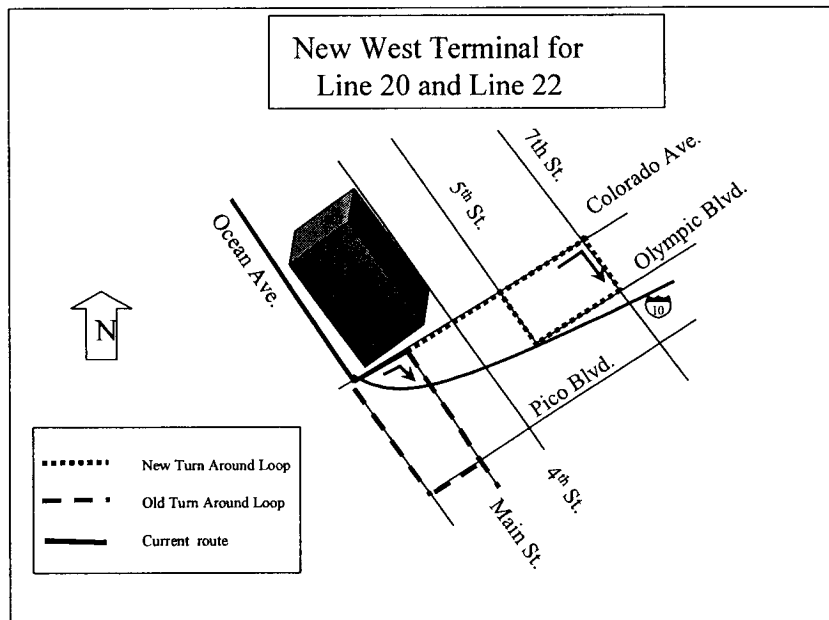 New West Terminal for
Line 20 and Line 22
7th St.
Colorado Ave.
5th St.
Olympic Blvd.
Ocean Ave.
N
10
Pico Blvd.
4th St.
Main St.
New Turn Around Loop
Old Turn Around Loop
Current route